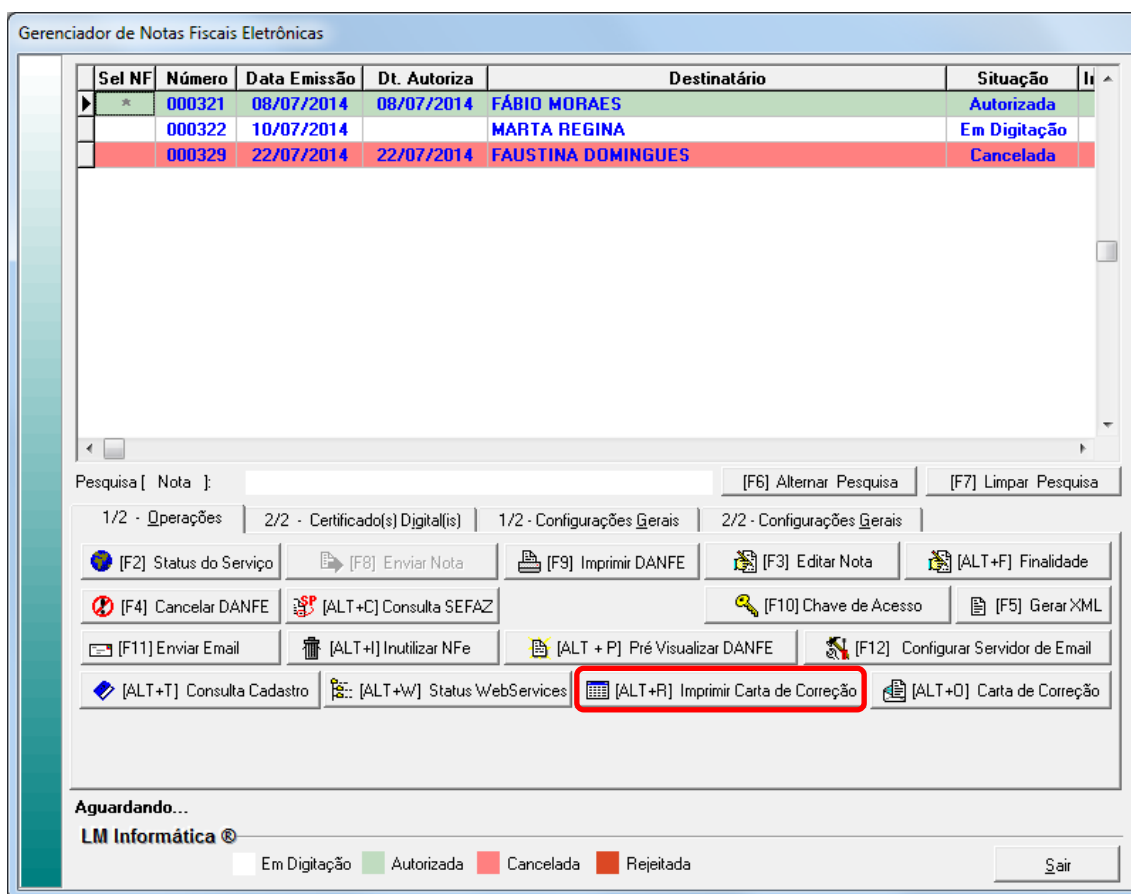 Gerenciador de Notas Fiscais Eletrônicas
Sel NF Número Data Emissão Dt. Autoriza Destinatário Situação
* 000321 08/07/2014 08/07/2014 FÁBIO MORAES Autorizada
000322 10/07/2014 MARTA REGINA Em Digitação
000329 22/07/2014 22/07/2014 FAUSTINA DOMINGUES Cancelada
Pesquisa [ Nota ]: [F6] Alternar Pesquisa [F7] Limpar Pesquisa
1/2 - Operações 2/2 - Certificado(s) Digital(is) 1/2 - Configurações Gerais 2/2 - Configurações Gerais
[F2] Status do Serviço [F8] Enviar Nota [F9] Imprimir DANFE [F3] Editar Nota [ALT+F] Finalidade
[F4] Cancelar DANFE SP [ALT+C] Consulta SEFAZ [F10] Chave de Acesso [F5] Gerar XML
[F11] Enviar Email [ALT+I] Inutilizar NFe [ALT + P] Pré Visualizar DANFE [F12] Configurar Servidor de Email
[ALT+T] Consulta Cadastro [ALT+W] Status WebServices [ALT+R] Imprimir Carta de Correção [ALT+O] Carta de Correção
Aguardando...
LM Informática ®
Em Digitação Autorizada Cancelada Rejeitada Sair